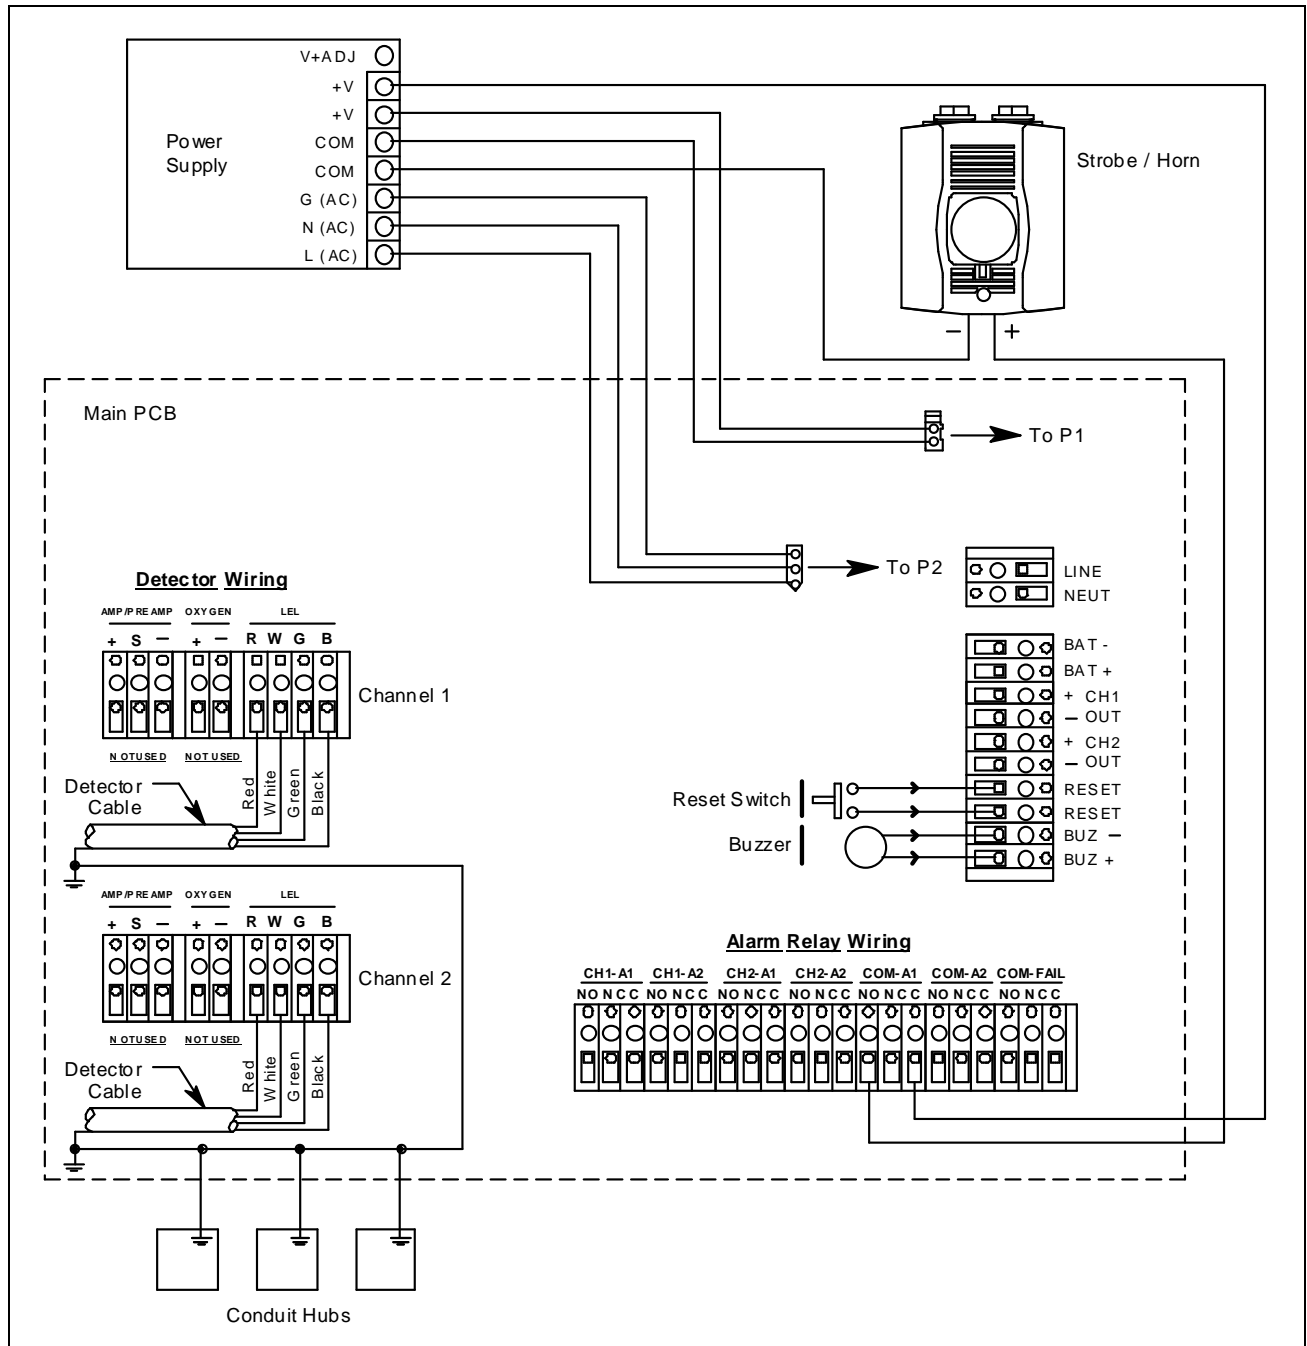 V+ADJ
+V
+V
COM
COM
G (AC)
N (AC)
L (AC)
Power
Supply
Strobe / Horn
− +
Main PCB
To P1
To P2
LINE
NEUT
BAT -
BAT +
+ CH1
− OUT
+ CH2
− OUT
RESET
RESET
BUZ −
BUZ +
Reset Switch
Buzzer
Detector Wiring
AMP/PREAMP OXYGEN LEL
+ S − + − R W G B
Channel 1
NOTUSED NOT USED
Red
White
Green
Black
Detector
Cable
AMP/PREAMP OXYGEN LEL
+ S − + − R W G B
Channel 2
NOTUSED NOT USED
Red
White
Green
Black
Detector
Cable
Alarm Relay Wiring
CH1-A1 CH1-A2 CH2-A1 CH2-A2 COM-A1 COM-A2 COM-FAIL
NO NC C NO NC C NO NC C NO NC C NO NC C NO NC C NO NC C
Conduit Hubs